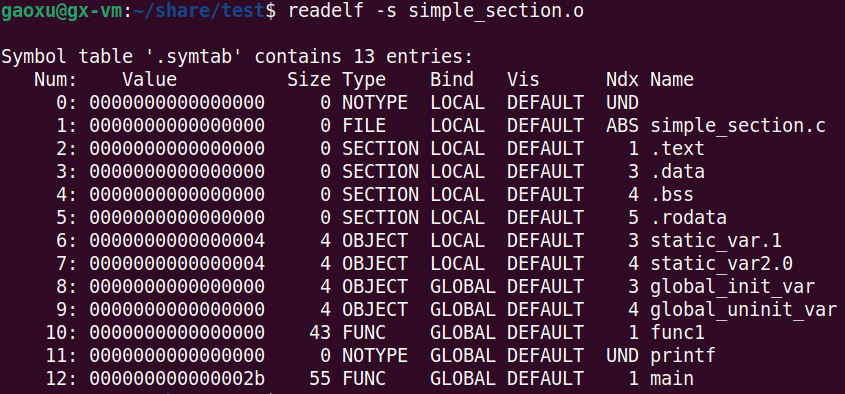 gaoxu@gx-vm:~/share/test$ readelf -s simple_section.o
Symbol table '.symtab' contains 13 entries:
   Num:    Value          Size Type    Bind   Vis      Ndx Name
     0: 0000000000000000     0 NOTYPE  LOCAL  DEFAULT  UND
     1: 0000000000000000     0 FILE    LOCAL  DEFAULT  ABS simple_section.c
     2: 0000000000000000     0 SECTION LOCAL  DEFAULT    1 .text
     3: 0000000000000000     0 SECTION LOCAL  DEFAULT    3 .data
     4: 0000000000000000     0 SECTION LOCAL  DEFAULT    4 .bss
     5: 0000000000000000     0 SECTION LOCAL  DEFAULT    5 .rodata
     6: 0000000000000004     4 OBJECT  LOCAL  DEFAULT    3 static_var.1
     7: 0000000000000004     4 OBJECT  LOCAL  DEFAULT    4 static_var2.0
     8: 0000000000000000     4 OBJECT  GLOBAL DEFAULT    3 global_init_var
     9: 0000000000000000     4 OBJECT  GLOBAL DEFAULT    4 global_uninit_var
    10: 0000000000000000    43 FUNC    GLOBAL DEFAULT    1 func1
    11: 0000000000000000     0 NOTYPE  GLOBAL DEFAULT  UND printf
    12: 000000000000002b    55 FUNC    GLOBAL DEFAULT    1 main